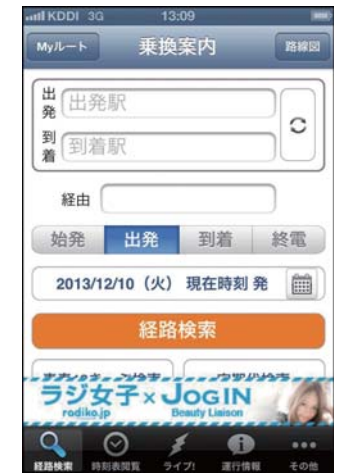 KDDI 3G 13:09
Myルート 乗換案内 路線図
出発 出発駅
到着 到着駅
経由
始発 出発 到着 終電
2013/12/10（火） 現在時刻 発
経路検索
ラジ女子×JOGIN
radiko.jp Beauty Liaison
経路検索 時刻表閲覧 ライブ! 運行情報 その他